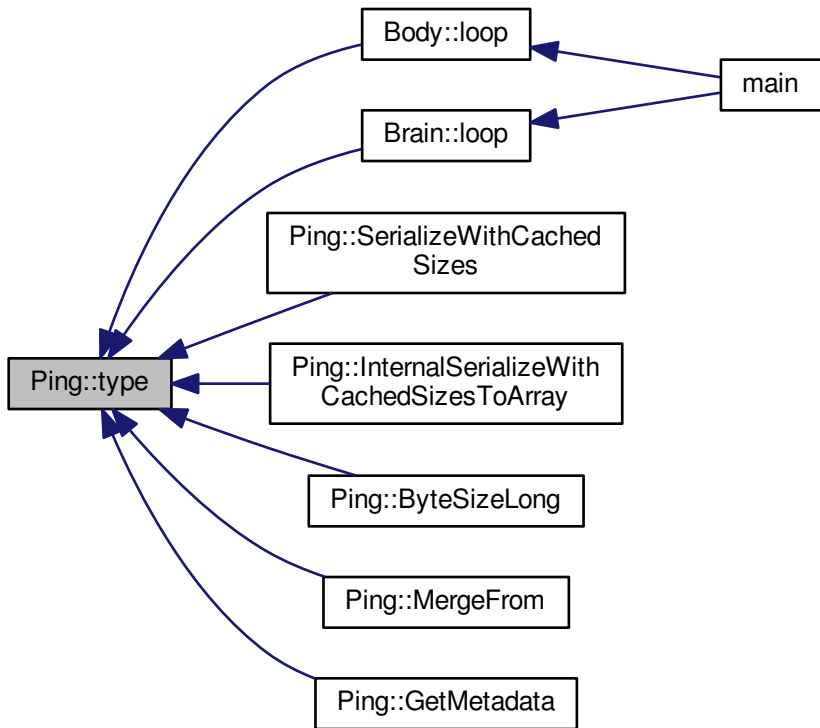 Body::loop
main
Brain::loop
Ping::SerializeWithCached
Sizes
Ping::type
Ping::InternalSerializeWith
CachedSizesToArray
Ping::ByteSizeLong
Ping::MergeFrom
Ping::GetMetadata